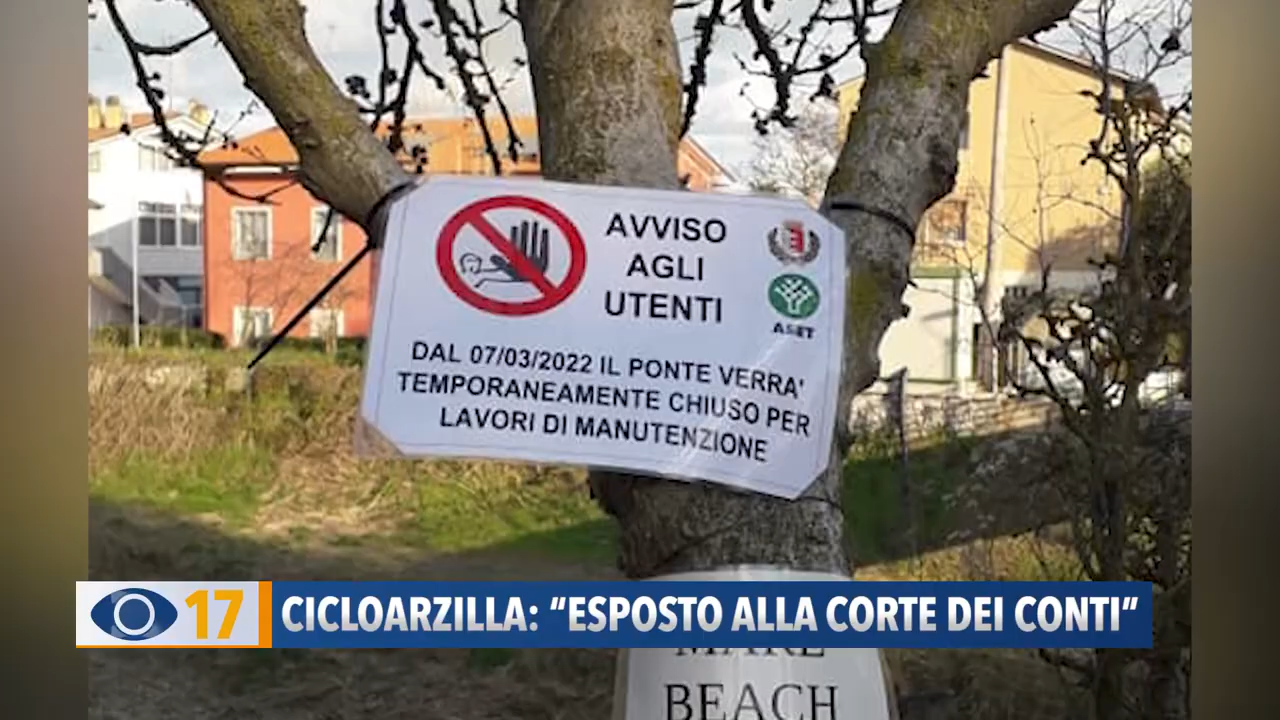 AVVISO
AGLI
UTENTI
ASET
DAL 07/03/2022 IL PONTE VERRA'
TEMPORANEAMENTE CHIUSO PER
LAVORI DI MANUTENZIONE
17 CICLOARZILLA: “ESPOSTO ALLA CORTE DEI CONTI“
MARE
BEACH